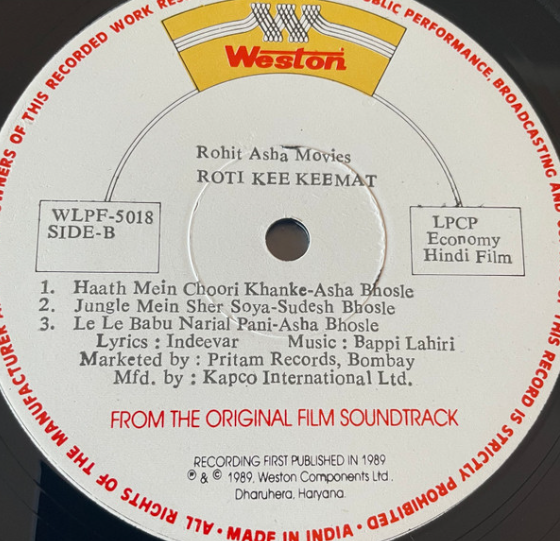 OWNERS OF THIS RECORDED WORK RES
PUBLIC PERFORMANCE, BROADCASTING
THIS RECORD IS STRICTLY PROHIBITED •
MADE IN INDIA •
ALL RIGHTS OF THE MANUFACTURER
Weston
Rohit Asha Movies
ROTI KEE KEEMAT
WLPF-5018
SIDE-B
LPCP
Economy
Hindi Film
1. Haath Mein Choori Khanke-Asha Bhosle
2. Jungle Mein Sher Soya-Sudesh Bhosle
3. Le Le Babu Narial Pani-Asha Bhosle
Lyrics : Indeevar Music : Bappi Lahiri
Marketed by : Pritam Records, Bombay
Mfd. by : Kapco International Ltd.
FROM THE ORIGINAL FILM SOUNDTRACK
RECORDING FIRST PUBLISHED IN 1989
℗ & © 1989, Weston Components Ltd.
Dharuhera, Haryana.